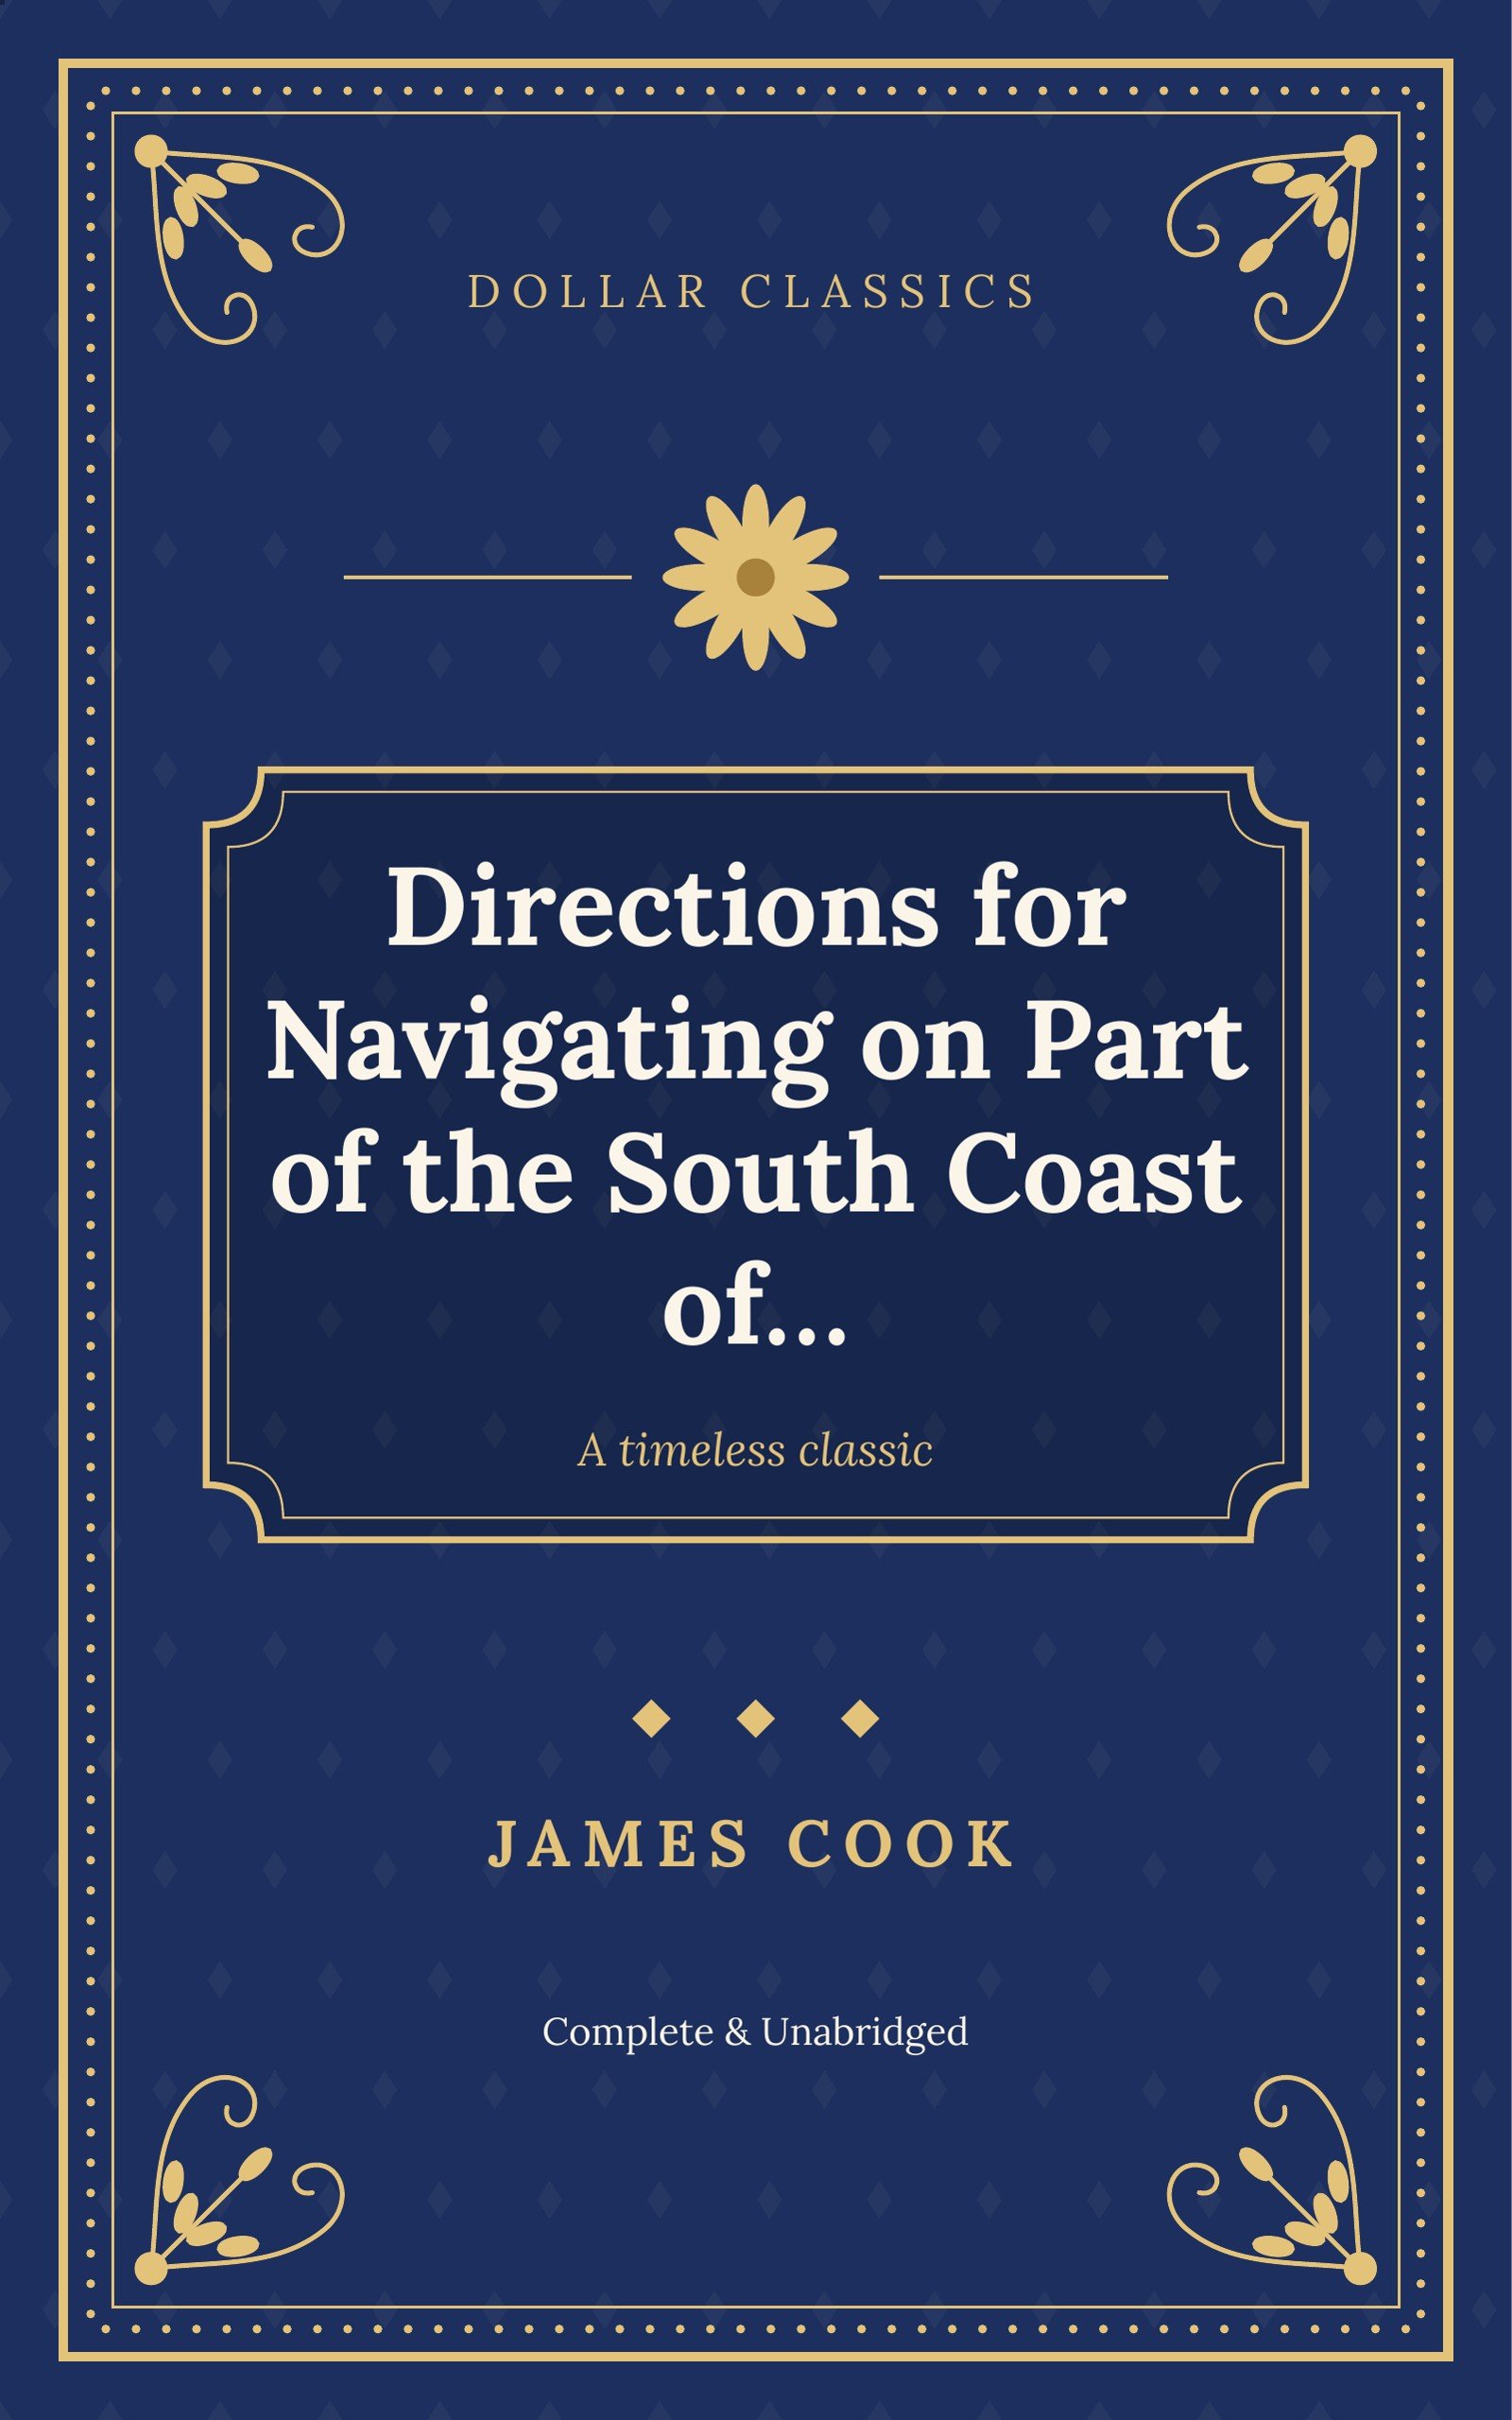 DOLLAR CLASSICS
Directions for
Navigating on Part
of the South Coast
of...
A timeless classic
JAMES COOK
Complete & Unabridged